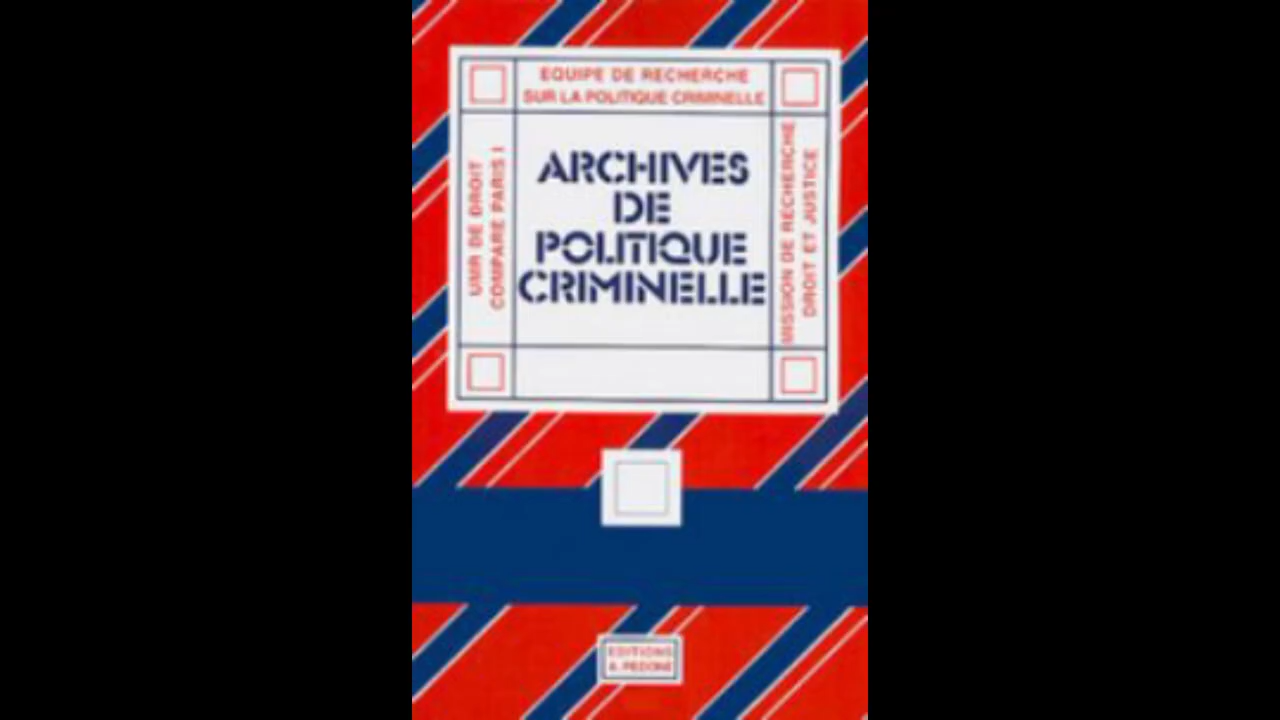 EQUIPE DE RECHERCHE
SUR LA POLITIQUE CRIMINELLE
UMR DE DROIT
COMPARE PARIS I
ARCHIVES
DE
POLITIQUE
CRIMINELLE
MISSION DE RECHERCHE
DROIT ET JUSTICE
EDITIONS
A. PEDONE